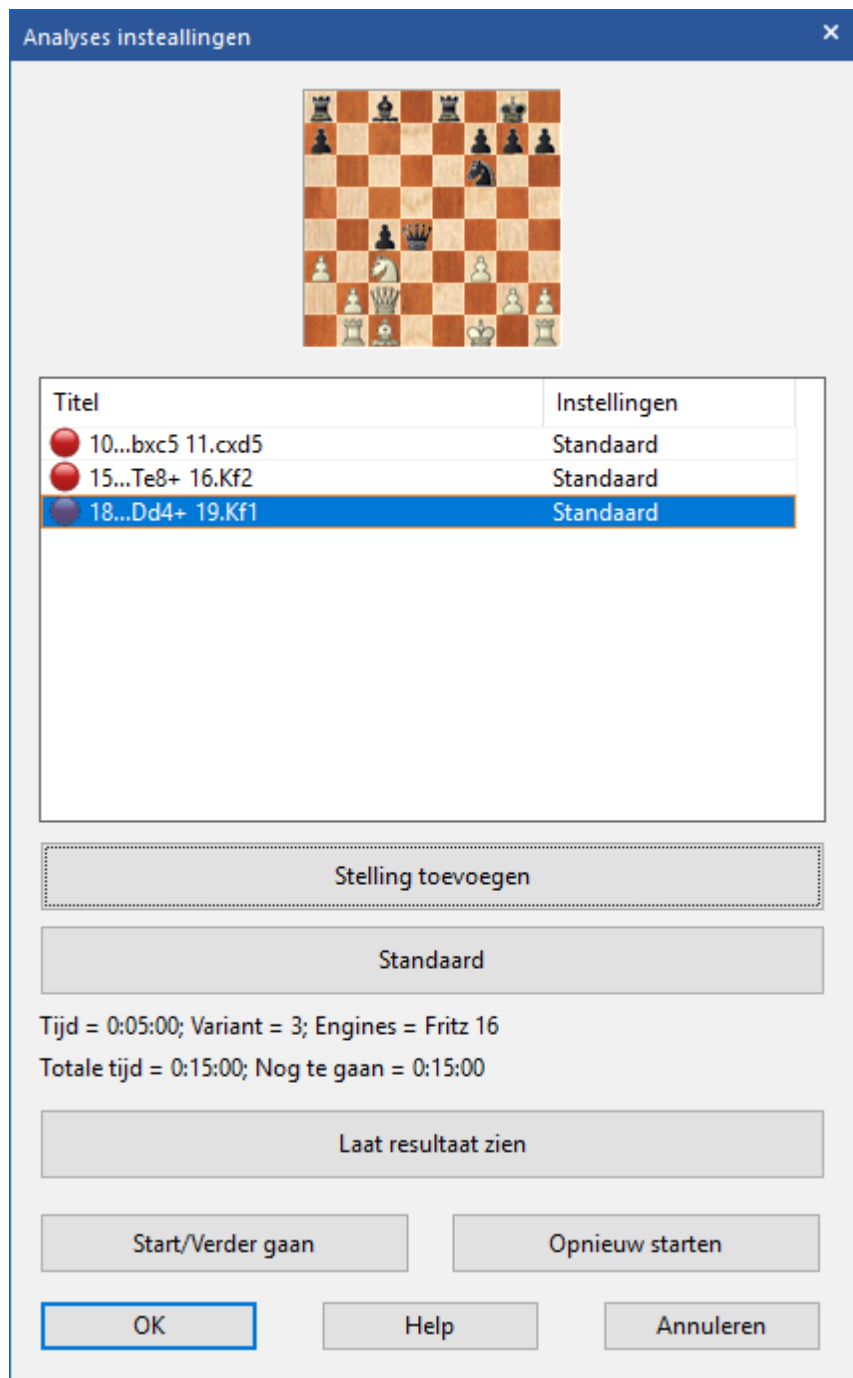 Analyses insteallingen
Titel Instellingen
10...bxc5 11.cxd5 Standaard
15...Te8+ 16.Kf2 Standaard
18...Dd4+ 19.Kf1 Standaard
Stelling toevoegen
Standaard
Tijd = 0:05:00; Variant = 3; Engines = Fritz 16
Totale tijd = 0:15:00; Nog te gaan = 0:15:00
Laat resultaat zien
Start/Verder gaan Opnieuw starten
OK Help Annuleren